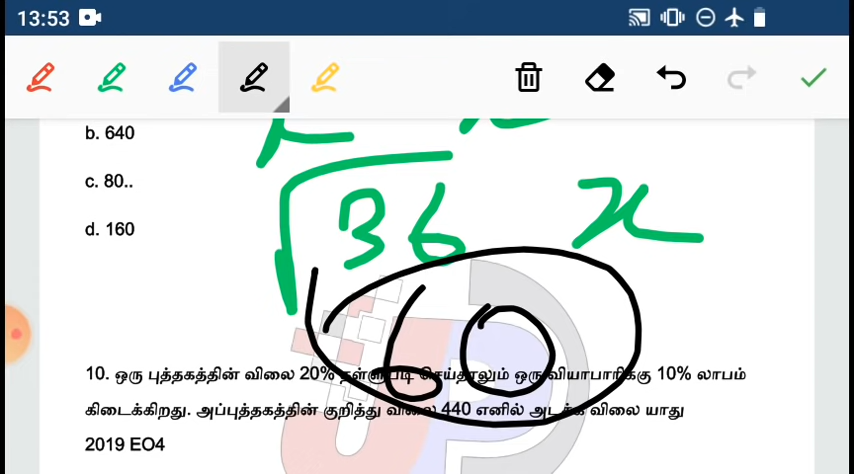 13:53
b. 640
c. 80..
36 x
d. 160
60
10. ஒரு புத்தகத்தின் விலை 20% தள்ளுபடி செய்தாலும் ஒரு வியாபாரிக்கு 10% லாபம்
கிடைக்கிறது. அப்புத்தகத்தின் குறித்து விலை 440 எனில் அடக்க விலை யாது
2019 EO4